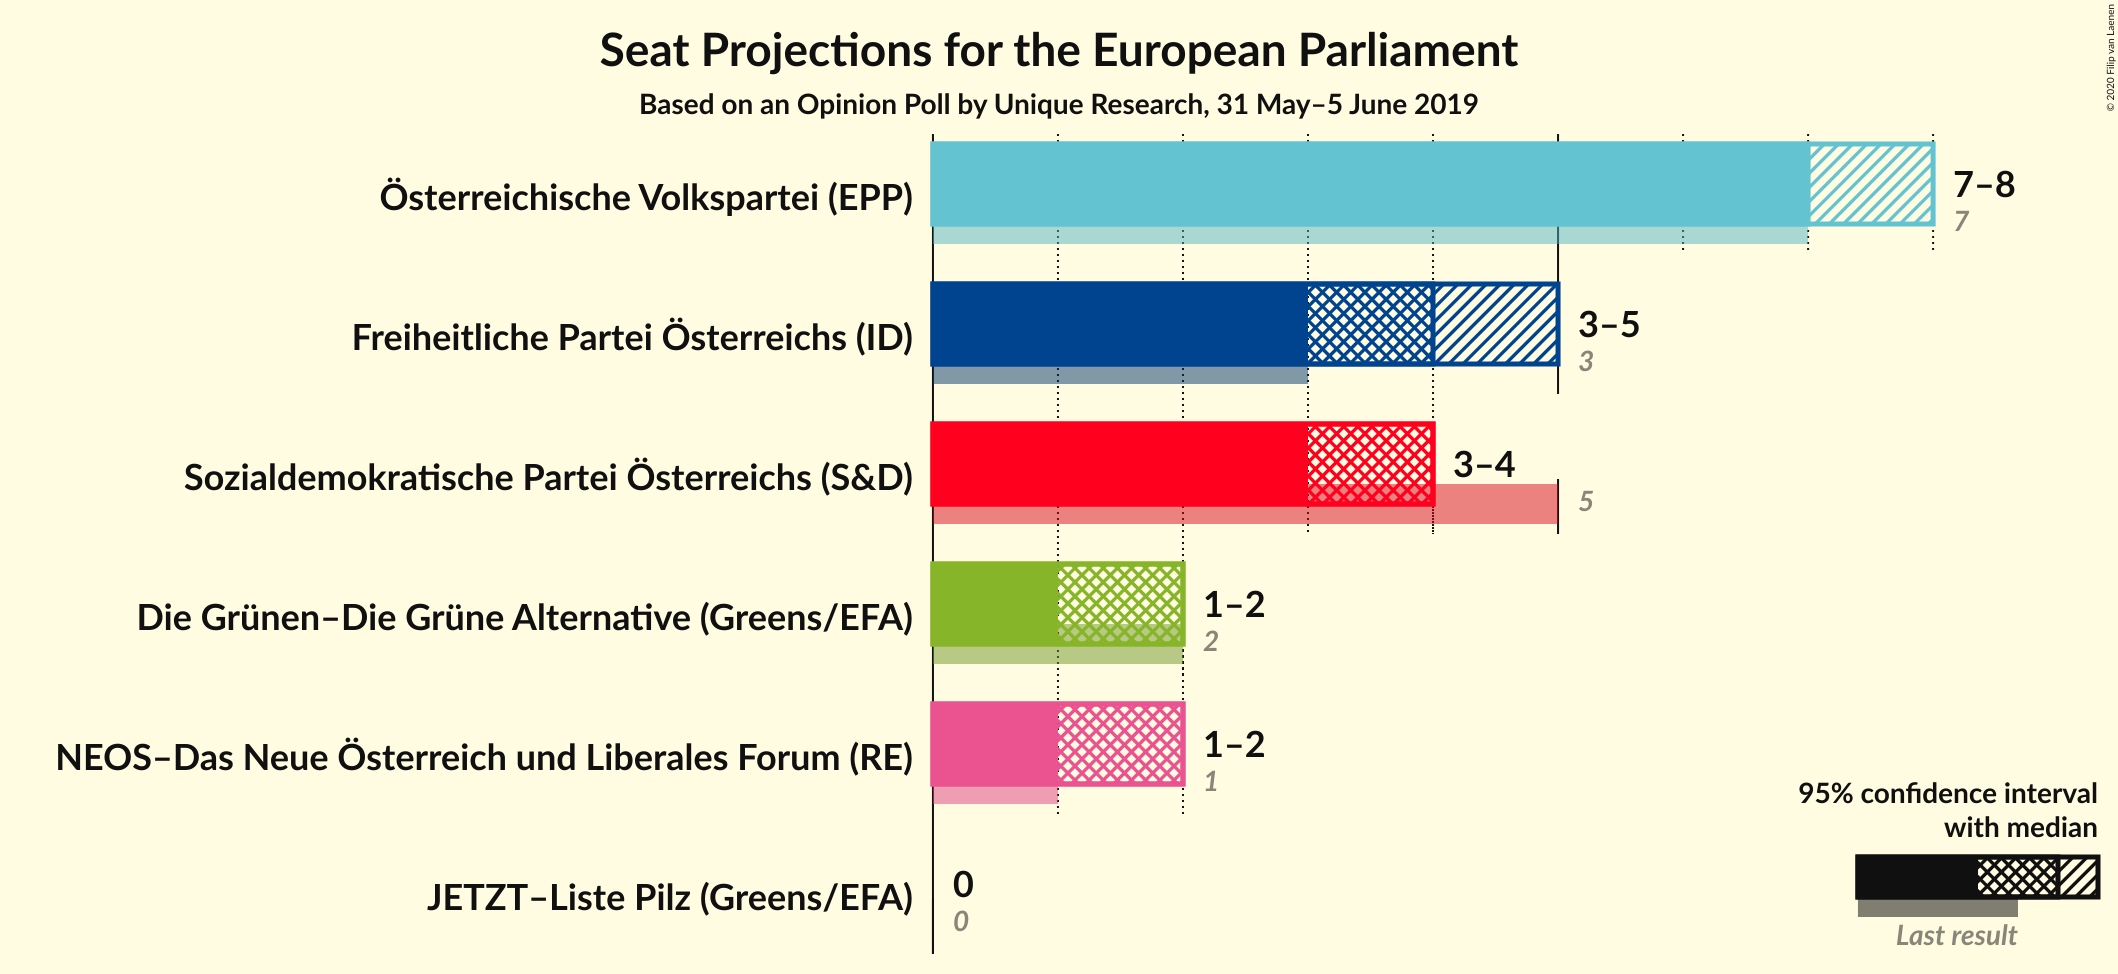 Seat Projections for the European Parliament
Based on an Opinion Poll by Unique Research, 31 May–5 June 2019
© 2020 Filip van Laenen
Österreichische Volkspartei (EPP)
7–8
7
Freiheitliche Partei Österreichs (ID)
3–5
3
Sozialdemokratische Partei Österreichs (S&D)
3–4
5
Die Grünen–Die Grüne Alternative (Greens/EFA)
1–2
2
NEOS–Das Neue Österreich und Liberales Forum (RE)
1–2
1
JETZT–Liste Pilz (Greens/EFA)
0
0
95% confidence interval
with median
Last result